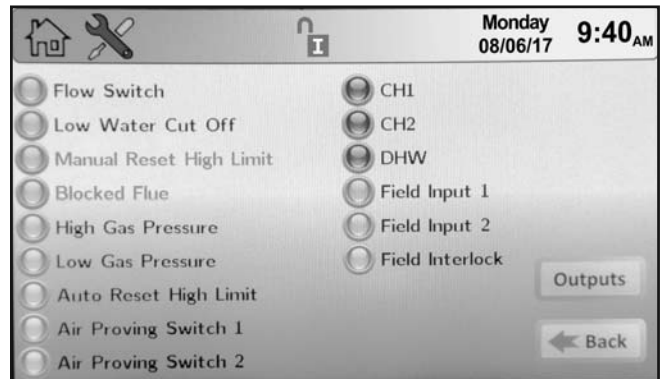 I
Monday
08/06/17
9:40AM
Flow Switch
Low Water Cut Off
Manual Reset High Limit
Blocked Flue
High Gas Pressure
Low Gas Pressure
Auto Reset High Limit
Air Proving Switch 1
Air Proving Switch 2
CH1
CH2
DHW
Field Input 1
Field Input 2
Field Interlock
Outputs
Back